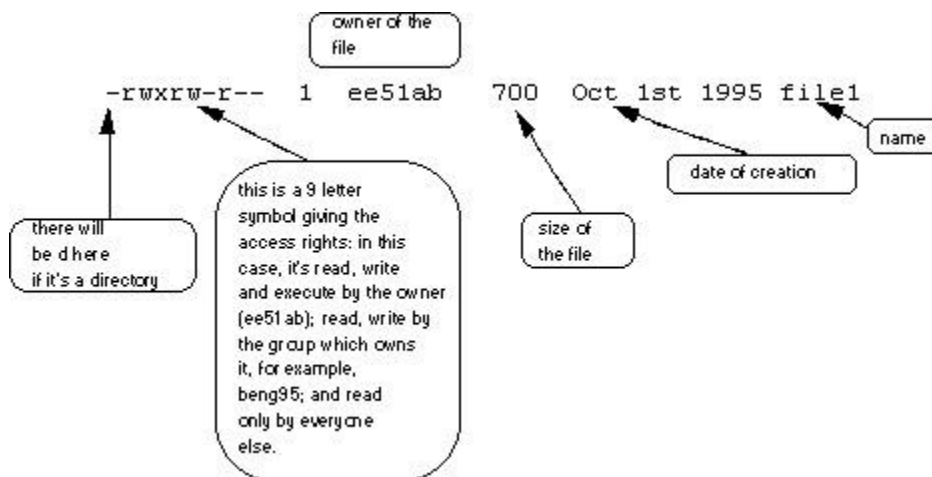 owner of the
file
-rwxrw-r-- 1 ee51ab 700 Oct 1st 1995 file1
name
date of creation
this is a 9 letter
symbol giving the
access rights: in this
case, it's read, write
and execute by the owner
(ee51ab); read, write by
the group which owns
it, for example,
beng95; and read
only by everyone
else.
there will
be d here
if it's a directory
size of
the file